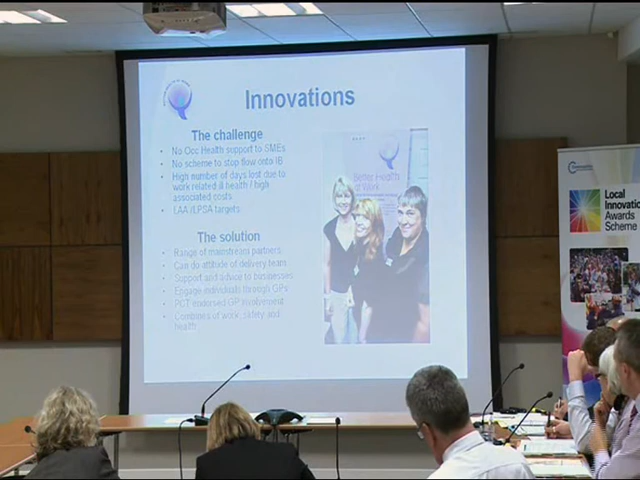 Innovations
The challenge
• No Occ Health support to SMEs
• No scheme to stop flow onto IB
• High number of days lost due to
work related ill health / high
associated costs
• LAA /LPSA targets
The solution
• Range of mainstream partners
• Can do attitude of delivery team
• Support and advice to businesses
• Engage individuals through GPs
• PCT endorsed GP involvement
• Combines of work, safety and
health
Better Health
at Work
Local
Innovation
Awards
Scheme